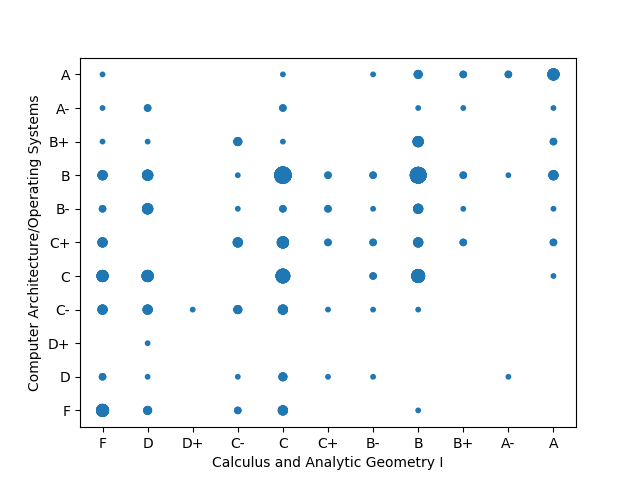 A
A-
B+
B
B-
C+
C
C-
D+
D
F
Computer Architecture/Operating Systems
F D D+ C- C C+ B- B B+ A- A
Calculus and Analytic Geometry I